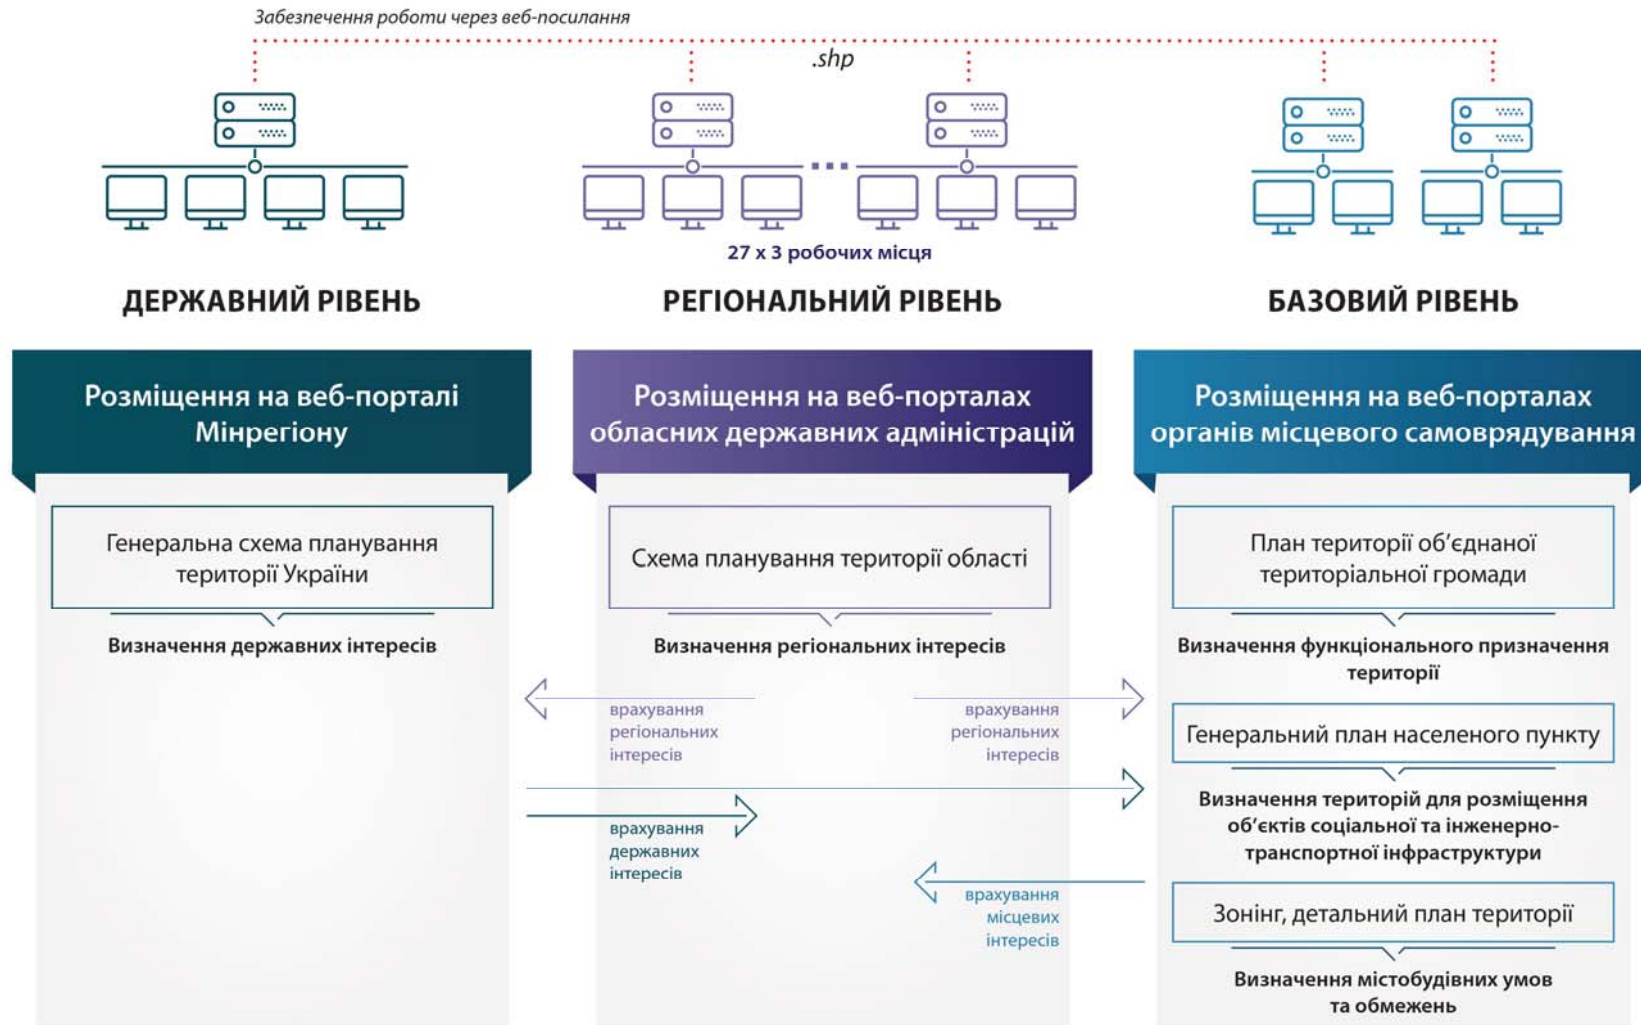 Забезпечення роботи через веб-посилання
.shp
27 x 3 робочих місця
ДЕРЖАВНИЙ РІВЕНЬ
Розміщення на веб-порталі
Мінрегіону
Генеральна схема планування
території України
Визначення державних інтересів
РЕГІОНАЛЬНИЙ РІВЕНЬ
Розміщення на веб-порталах
обласних державних адміністрацій
Схема планування території області
Визначення регіональних інтересів
врахування
регіональних
інтересів
врахування
регіональних
інтересів
врахування
державних
інтересів
врахування
місцевих
інтересів
БАЗОВИЙ РІВЕНЬ
Розміщення на веб-порталах
органів місцевого самоврядування
План території об’єднаної
територіальної громади
Визначення функціонального призначення
території
Генеральний план населеного пункту
Визначення територій для розміщення
об’єктів соціальної та інженерно-
транспортної інфраструктури
Зонінг, детальний план території
Визначення містобудівних умов
та обмежень